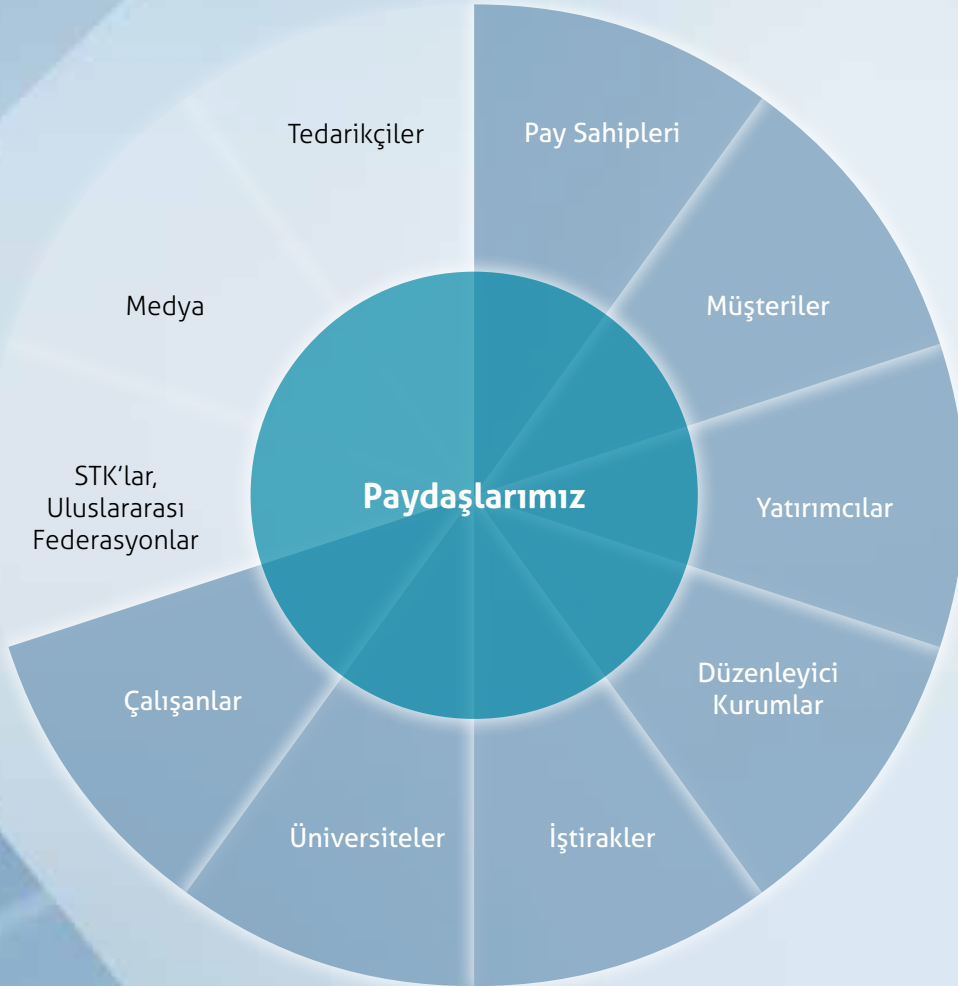 Tedarikçiler
Pay Sahipleri
Medya
Müşteriler
STK’lar,
Uluslararası
Federasyonlar
Paydaşlarımız
Yatırımcılar
Çalışanlar
Düzenleyici
Kurumlar
Üniversiteler
İştirakler